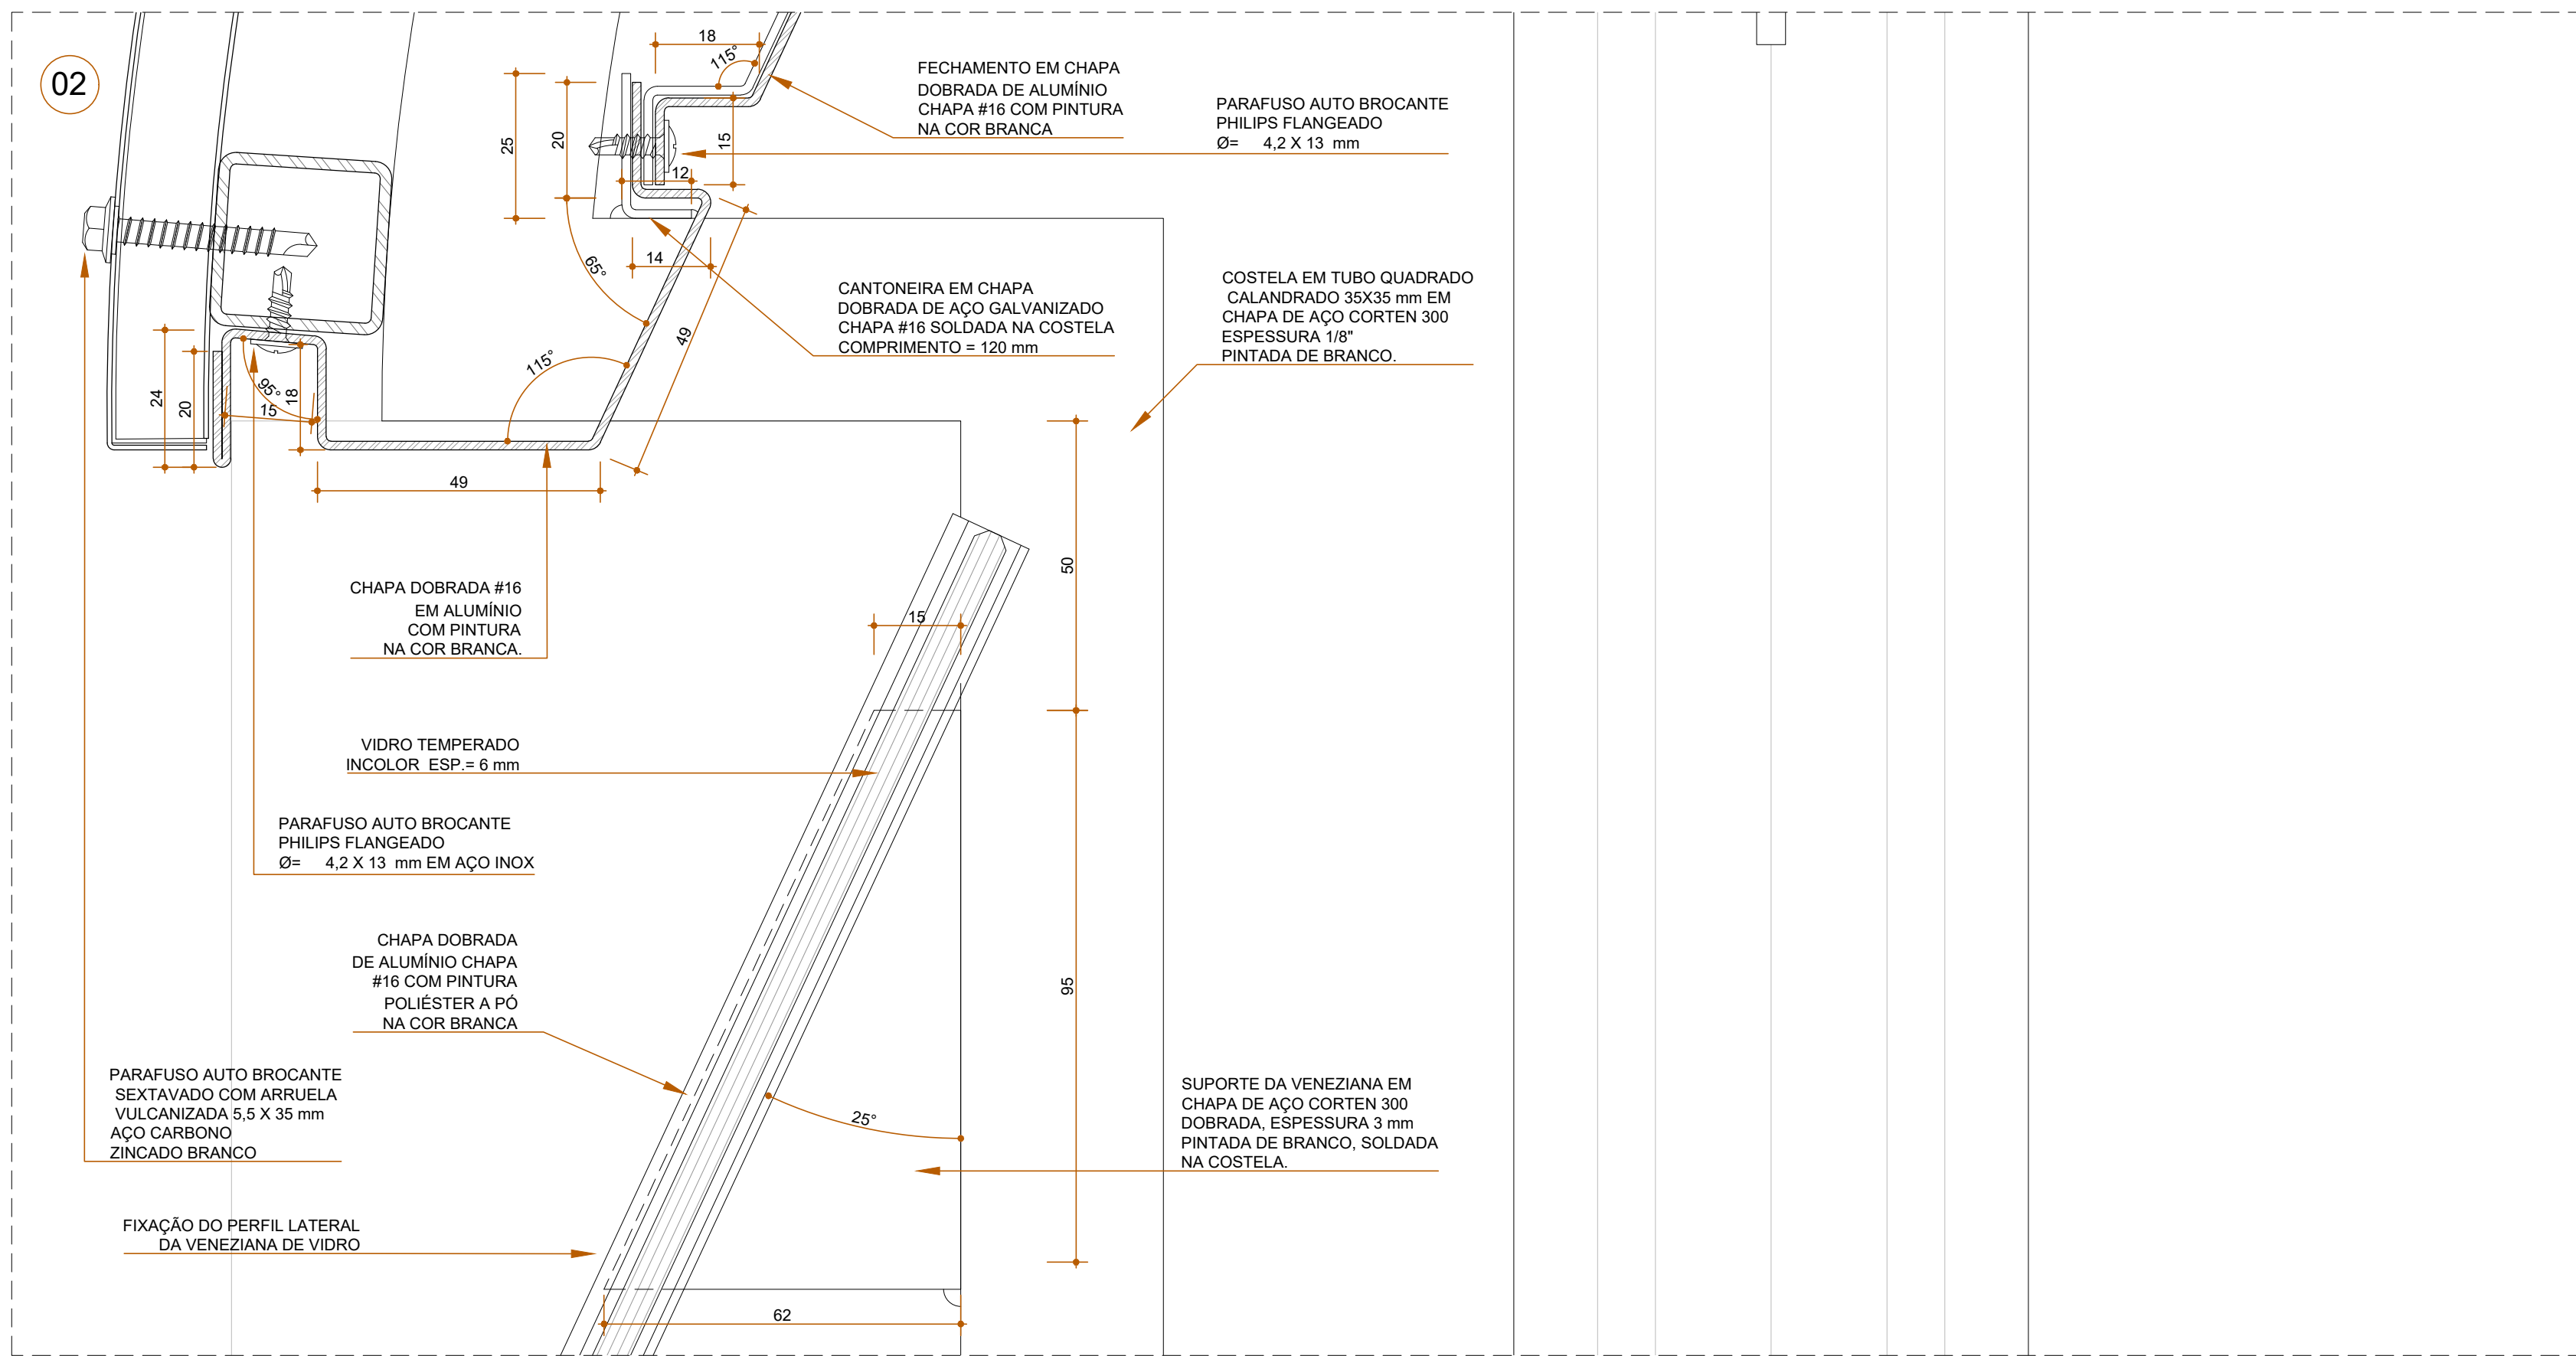 02
18
115°
FECHAMENTO EM CHAPA
DOBRADA DE ALUMÍNIO
CHAPA #16 COM PINTURA
NA COR BRANCA
PARAFUSO AUTO BROCANTE
PHILIPS FLANGEADO
Ø= 4,2 X 13 mm
25
20
15
12
65°
14
49
CANTONEIRA EM CHAPA
DOBRADA DE AÇO GALVANIZADO
CHAPA #16 SOLDADA NA COSTELA
COMPRIMENTO = 120 mm
COSTELA EM TUBO QUADRADO
CALANDRADO 35X35 mm EM
CHAPA DE AÇO CORTEN 300
ESPESSURA 1/8"
PINTADA DE BRANCO.
115°
24
20
95°
15
18
49
50
CHAPA DOBRADA #16
EM ALUMÍNIO
COM PINTURA
NA COR BRANCA.
15
VIDRO TEMPERADO
INCOLOR ESP.= 6 mm
PARAFUSO AUTO BROCANTE
PHILIPS FLANGEADO
Ø= 4,2 X 13 mm EM AÇO INOX
CHAPA DOBRADA
DE ALUMÍNIO CHAPA
#16 COM PINTURA
POLIÉSTER A PÓ
NA COR BRANCA
95
PARAFUSO AUTO BROCANTE
SEXTAVADO COM ARRUELA
VULCANIZADA 5,5 X 35 mm
AÇO CARBONO
ZINCADO BRANCO
25°
SUPORTE DA VENEZIANA EM
CHAPA DE AÇO CORTEN 300
DOBRADA, ESPESSURA 3 mm
PINTADA DE BRANCO, SOLDADA
NA COSTELA.
FIXAÇÃO DO PERFIL LATERAL
DA VENEZIANA DE VIDRO
62